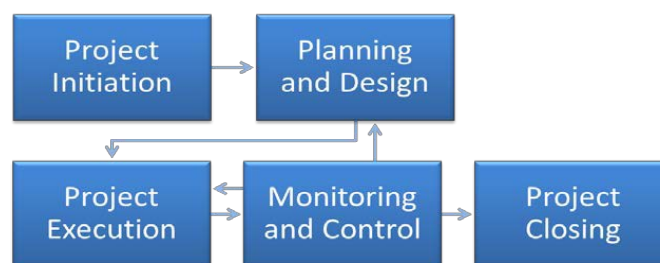 Project
Initiation
Planning
and Design
Project
Execution
Monitoring
and Control
Project
Closing